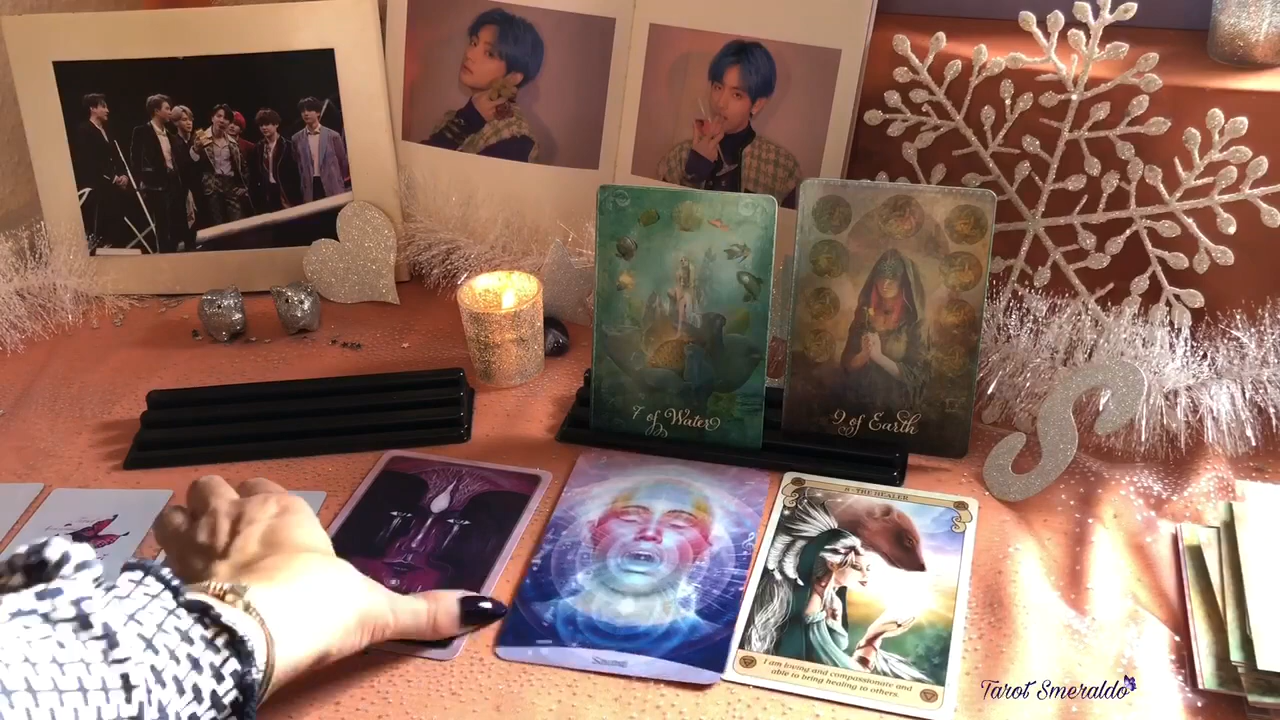 7 of Water
9 of Earth
8 - THE HEALER
Sound
I am loving and compassionate and
able to bring healing to others.
Tarot Smeraldo